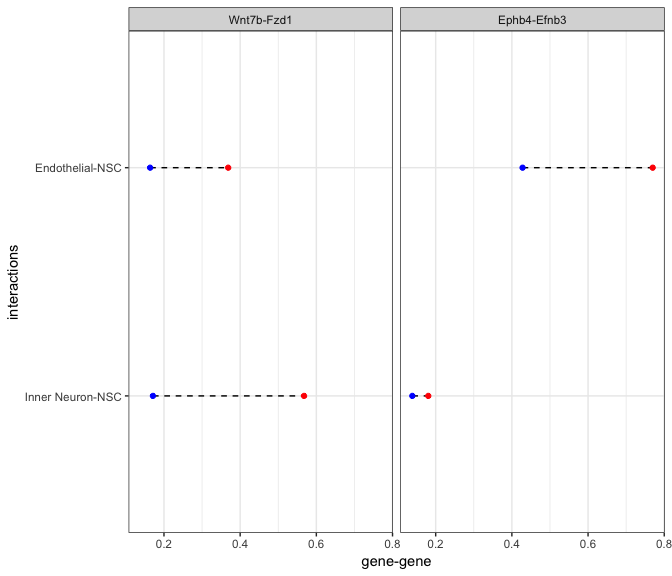 Wnt7b-Fzd1
Ephb4-Efnb3
interactions
Endothelial-NSC
Inner Neuron-NSC
0.2 0.4 0.6 0.8
0.2 0.4 0.6 0.8
gene-gene